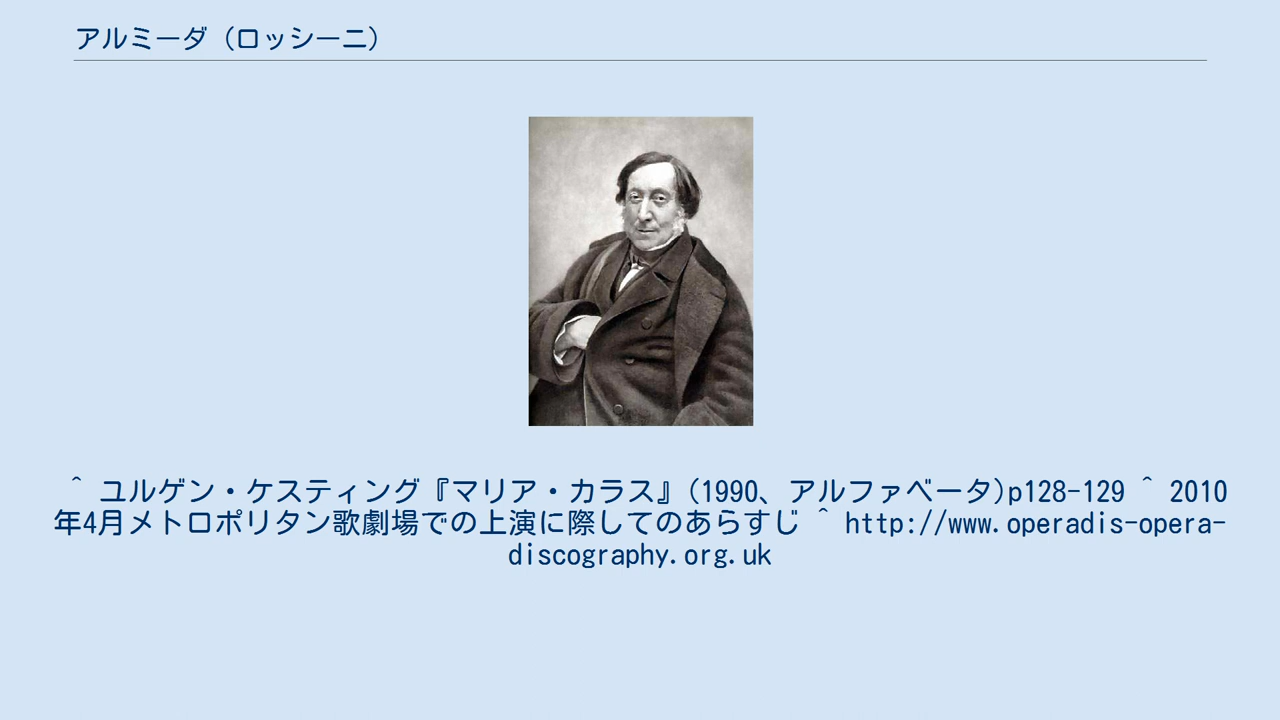 アルミーダ（ロッシーニ）
^ ユルゲン・ケスティング『マリア・カラス』(1990、アルファベータ)p128-129 ^ 2010
年4月メトロポリタン歌劇場での上演に際してのあらすじ ^ http://www.operadis-opera-
discography.org.uk